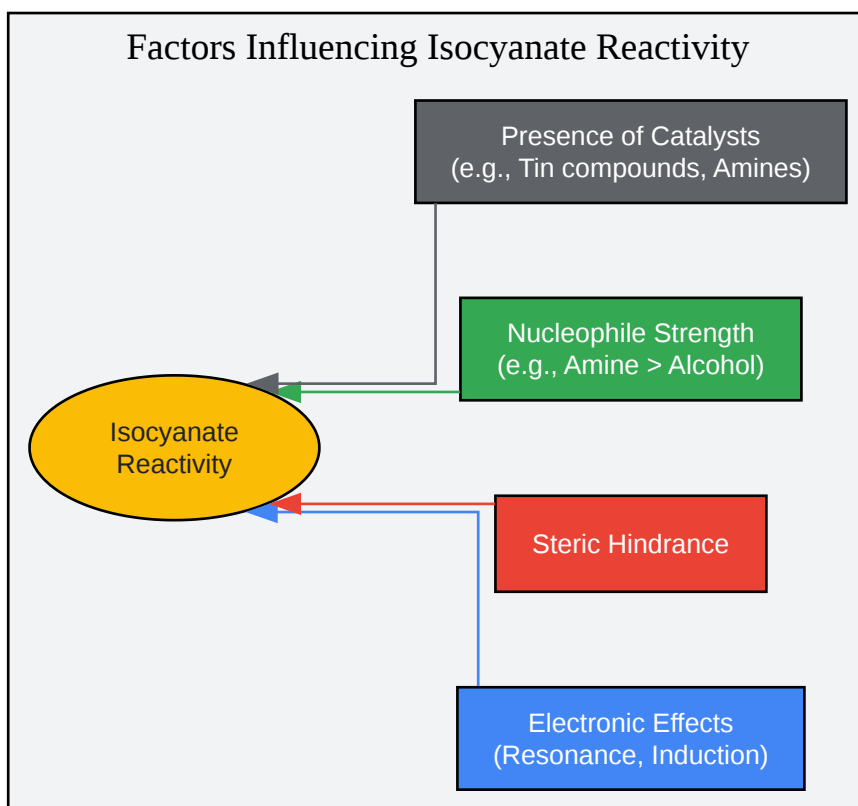 Factors Influencing Isocyanate Reactivity
Presence of Catalysts
(e.g., Tin compounds, Amines)
Nucleophile Strength
(e.g., Amine > Alcohol)
Isocyanate
Reactivity
Steric Hindrance
Electronic Effects
(Resonance, Induction)